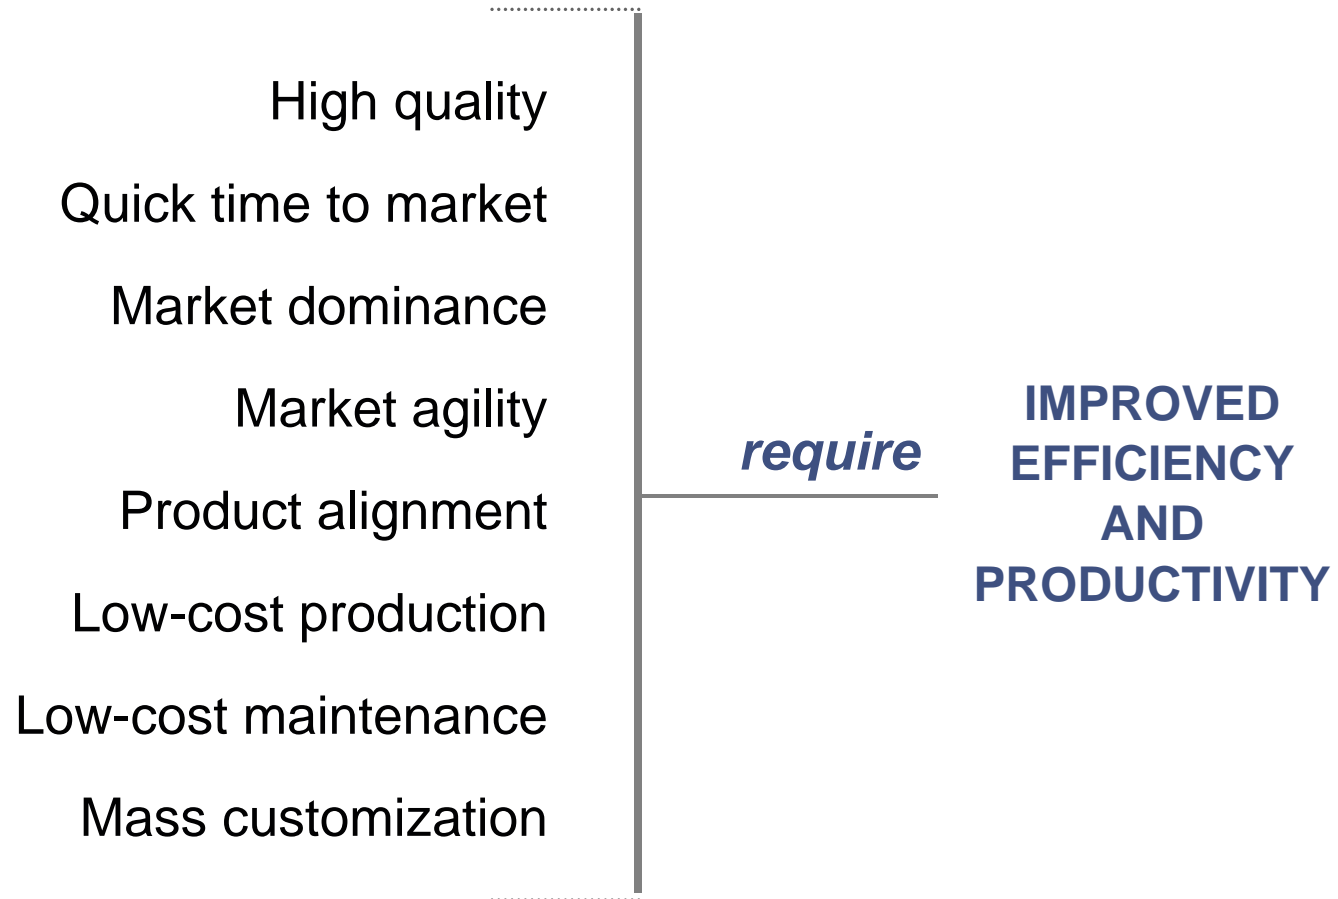 High quality
Quick time to market
Market dominance
Market agility
Product alignment
Low-cost production
Low-cost maintenance
Mass customization
require
IMPROVED
EFFICIENCY
AND
PRODUCTIVITY